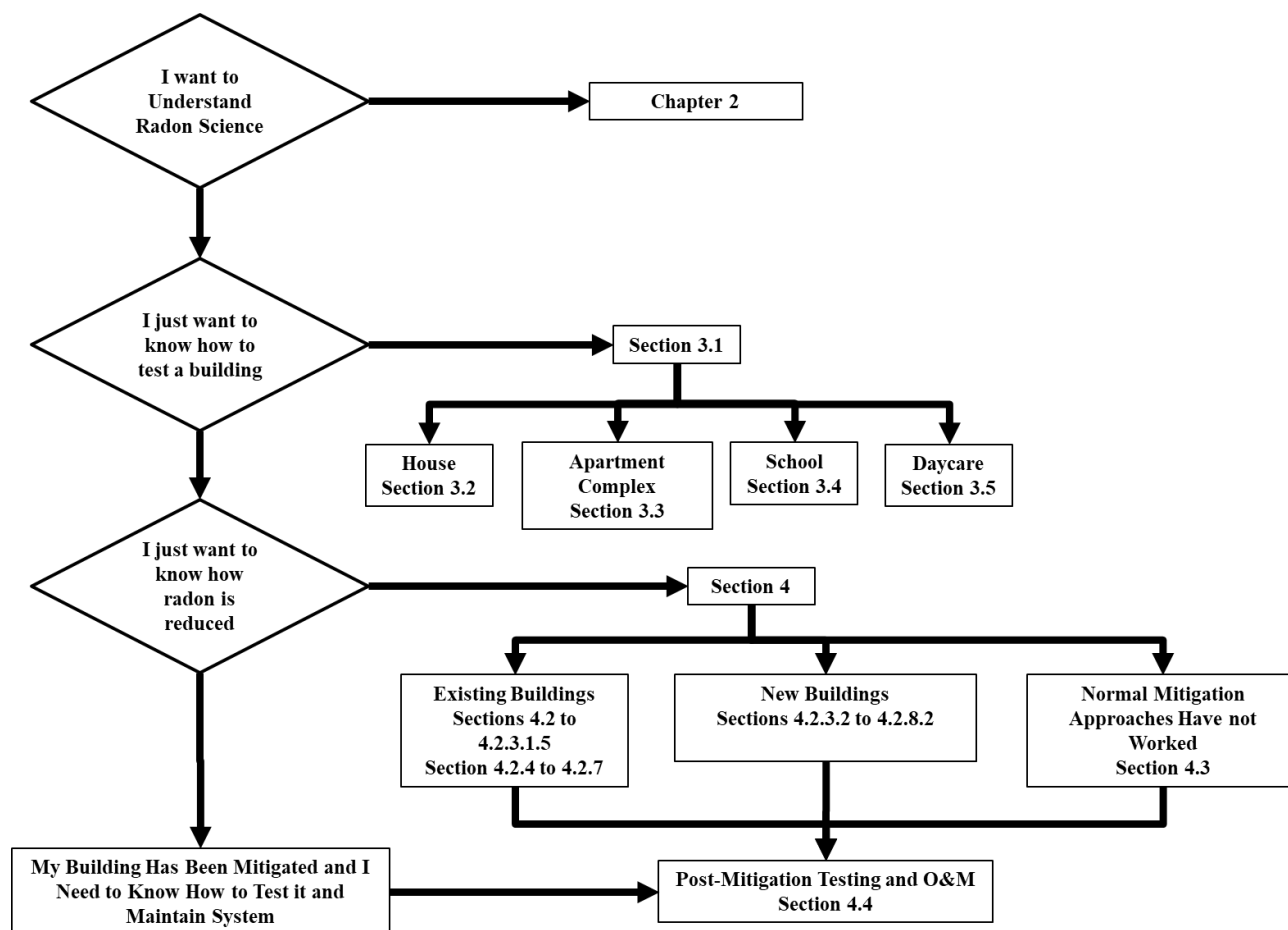 I want to
Understand
Radon Science
Chapter 2
I just want to
know how to
test a building
Section 3.1
House
Section 3.2
Apartment
Complex
Section 3.3
School
Section 3.4
Daycare
Section 3.5
I just want to
know how
radon is
reduced
Section 4
Existing Buildings
Sections 4.2 to
4.2.3.1.5
Section 4.2.4 to 4.2.7
New Buildings
Sections 4.2.3.2 to 4.2.8.2
Normal Mitigation
Approaches Have not
Worked
Section 4.3
My Building Has Been Mitigated and I
Need to Know How to Test it and
Maintain System
Post-Mitigation Testing and O&M
Section 4.4